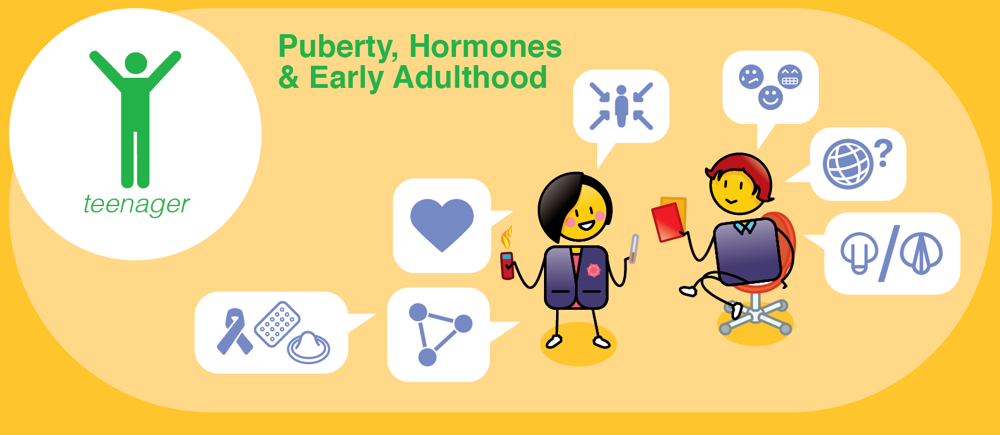 Puberty, Hormones
& Early Adulthood
teenager
?
/